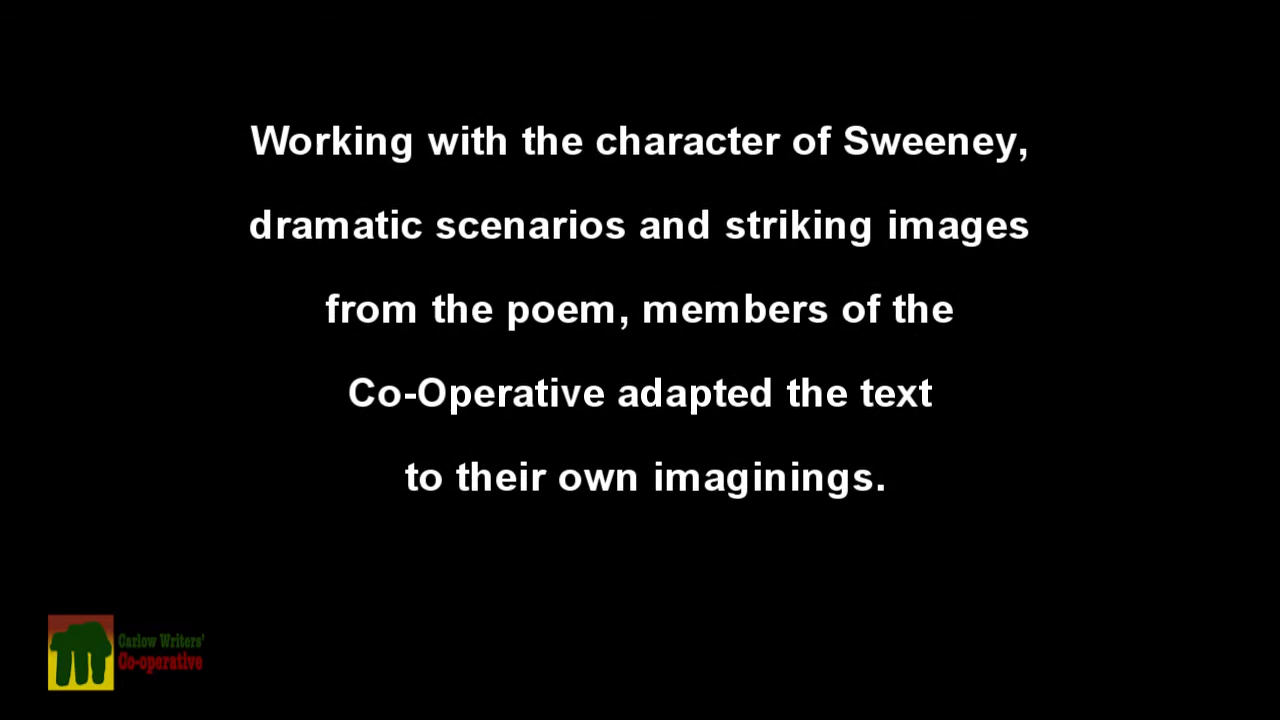 Working with the character of Sweeney,
dramatic scenarios and striking images
from the poem, members of the
Co-Operative adapted the text
to their own imaginings.
Carlow Writers'
Co-operative